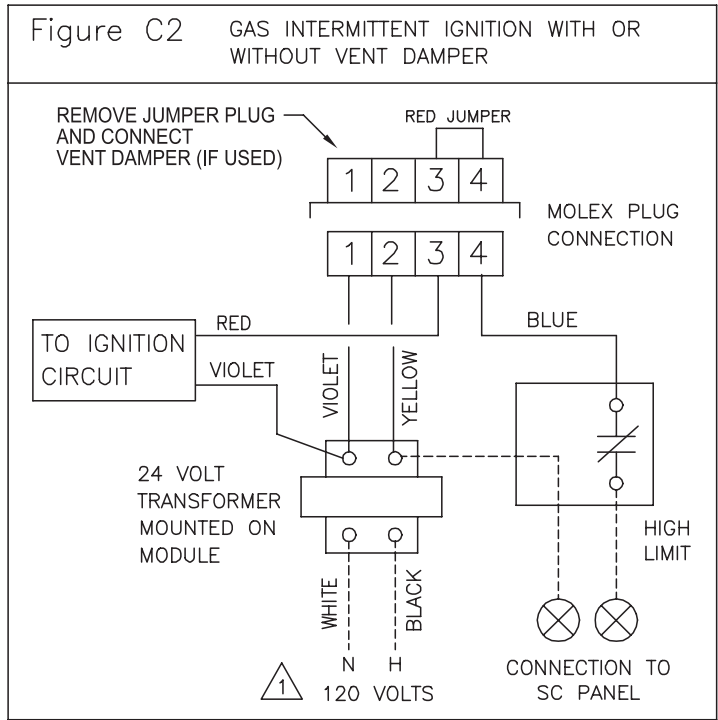 Figure C2
GAS INTERMITTENT IGNITION WITH OR
WITHOUT VENT DAMPER
REMOVE JUMPER PLUG
AND CONNECT
VENT DAMPER (IF USED)
RED JUMPER
1 2 3 4
MOLEX PLUG
CONNECTION
1 2 3 4
RED
BLUE
TO IGNITION
CIRCUIT
VIOLET
VIOLET
YELLOW
24 VOLT
TRANSFORMER
MOUNTED ON
MODULE
HIGH
LIMIT
WHITE
BLACK
N H
1
120 VOLTS
CONNECTION TO
SC PANEL